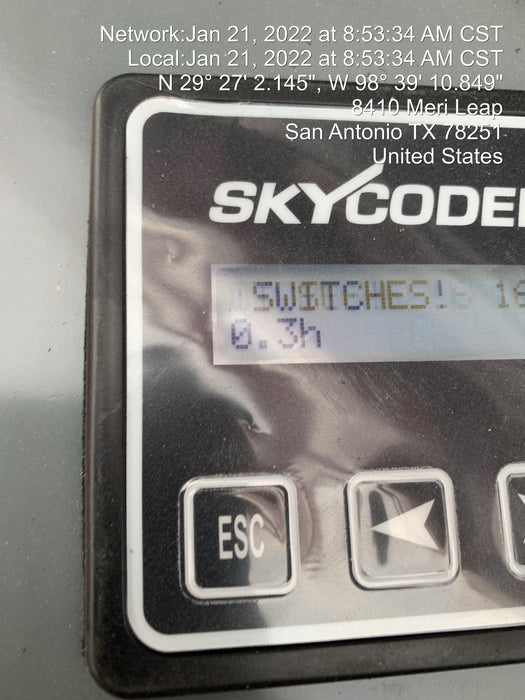 Network:Jan 21, 2022 at 8:53:34 AM CST
Local:Jan 21, 2022 at 8:53:34 AM CST
N 29° 27' 2.145", W 98° 39' 10.849"
8410 Meri Leap
San Antonio TX 78251
United States
SKYCODER
SWITCHES! 16
0.3h
ESC